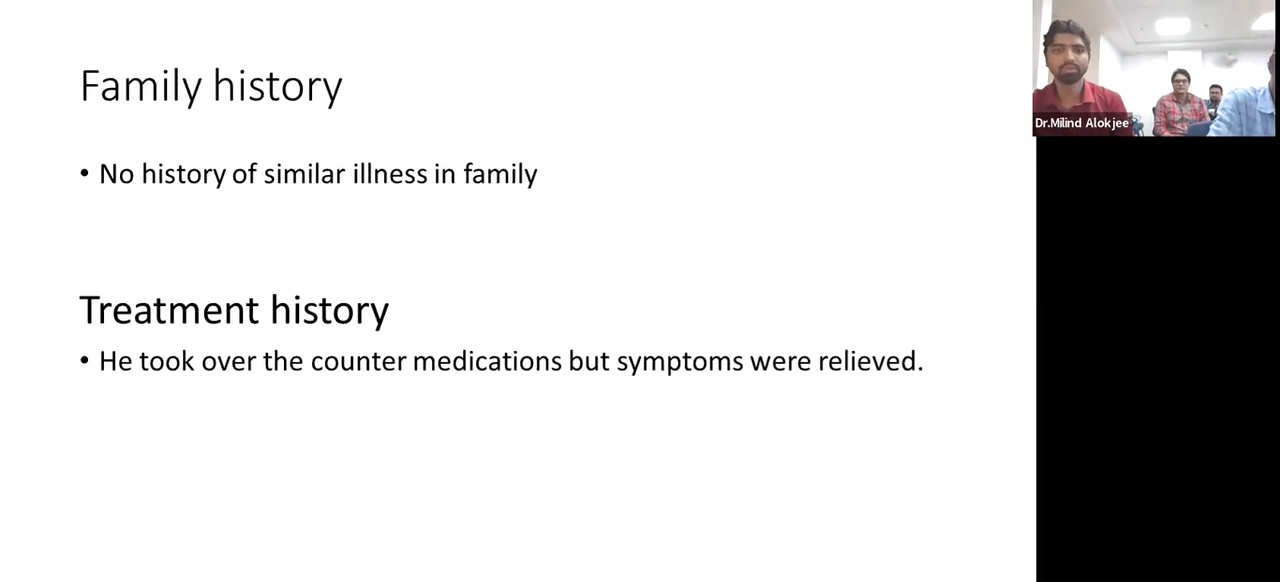 Family history
• No history of similar illness in family
Treatment history
• He took over the counter medications but symptoms were relieved.
Dr.Milind Alokjee